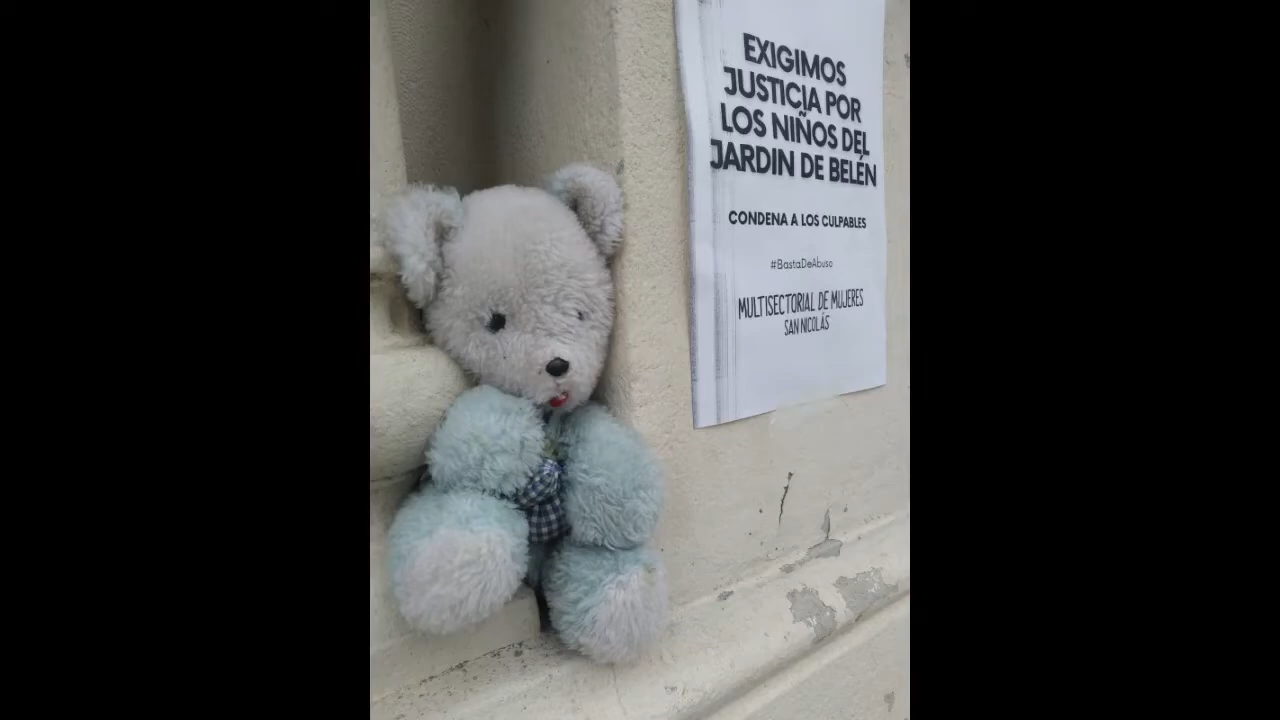 EXIGIMOS
JUSTICIA POR
LOS NIÑOS DEL
JARDIN DE BELÉN
CONDENA A LOS CULPABLES
#BastaDeAbuso
MULTISECTORIAL DE MUJERES
SAN NICOLÁS